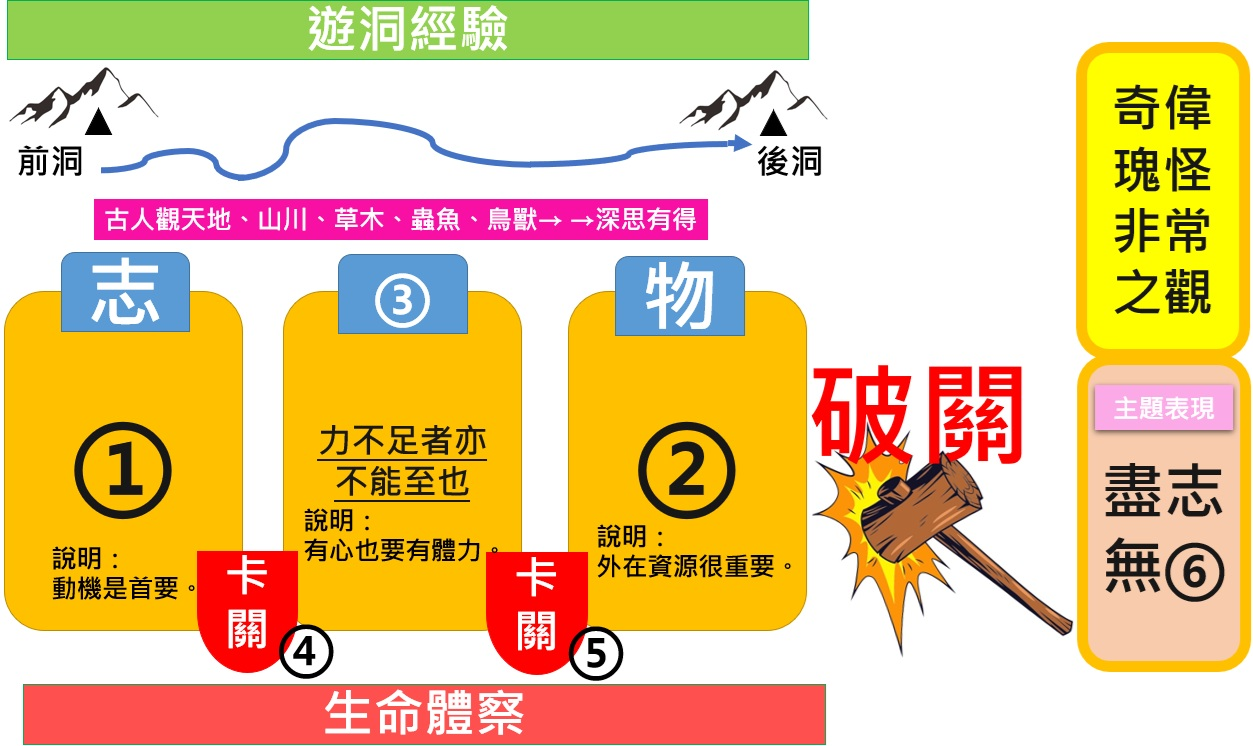 遊洞經驗
前洞
後洞
古人觀天地、山川、草木、蟲魚、鳥獸→ →深思有得
志
①
說明：
動機是首要。
卡
關
④
③
力不足者亦
不能至也
說明：
有心也要有體力。
卡
關
⑤
物
②
說明：
外在資源很重要。
破關
生命體察
奇偉
瑰怪
非常
之觀
主題表現
盡志
無⑥